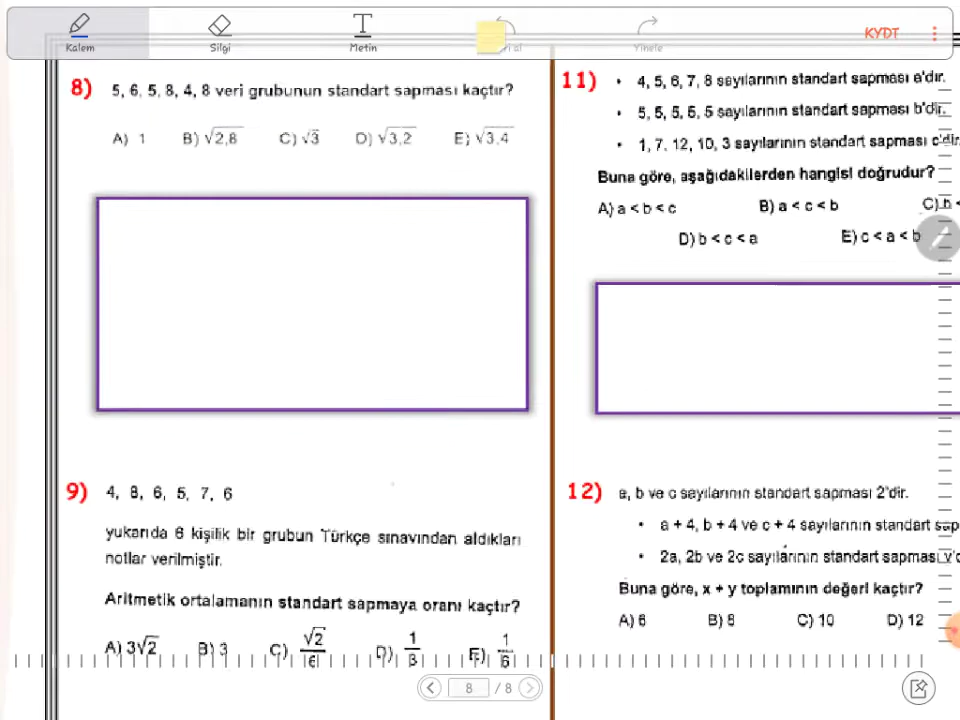 Kalem
Silgi
Metin
Yinele
KYDT
8) 5, 6, 5, 8, 4, 8 veri grubunun standart sapması kaçtır?
A) 1 B) √2,8 C) √3 D) √3,2 E) √3,4
9) 4, 8, 6, 5, 7, 6
yukarıda 6 kişilik bir grubun Türkçe sınavından aldıkları
notlar verilmiştir.
Aritmetik ortalamanın standart sapmaya oranı kaçtır?
A) 3√2 B) 3 C) √2/6 D) 1/3 E) 1/6
11) • 4, 5, 6, 7, 8 sayılarının standart sapması a'dır.
• 5, 5, 5, 5, 5 sayılarının standart sapması b'dir.
• 1, 7, 12, 10, 3 sayılarının standart sapması c'dir
Buna göre, aşağıdakilerden hangisi doğrudur?
A) a < b < c B) a < c < b C) b <
D) b < c < a E) c < a < b
12) a, b ve c sayılarının standart sapması 2'dir.
• a + 4, b + 4 ve c + 4 sayılarının standart sap
• 2a, 2b ve 2c sayılarının standart sapması y'
Buna göre, x + y toplamının değeri kaçtır?
A) 6 B) 8 C) 10 D) 12
8 / 8